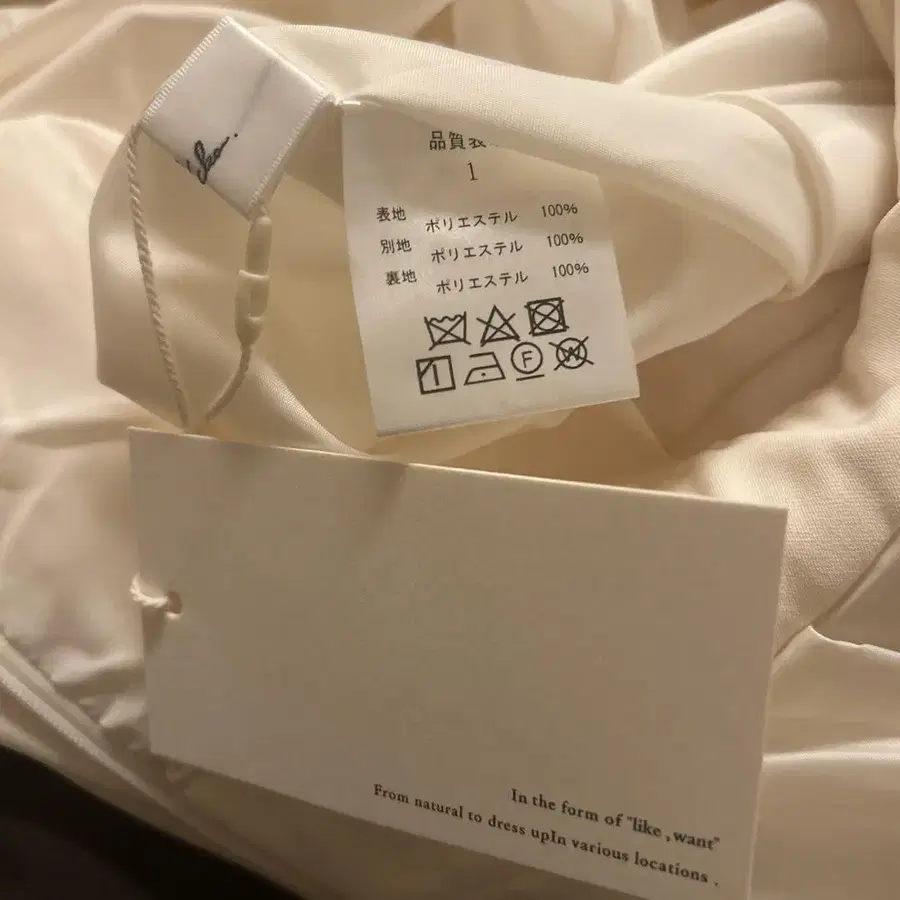 品質表
1
表地 ポリエステル 100%
別地 ポリエステル 100%
裏地 ポリエステル 100%
F
W
In the form of "like , want"
From natural to dress upIn various locations .